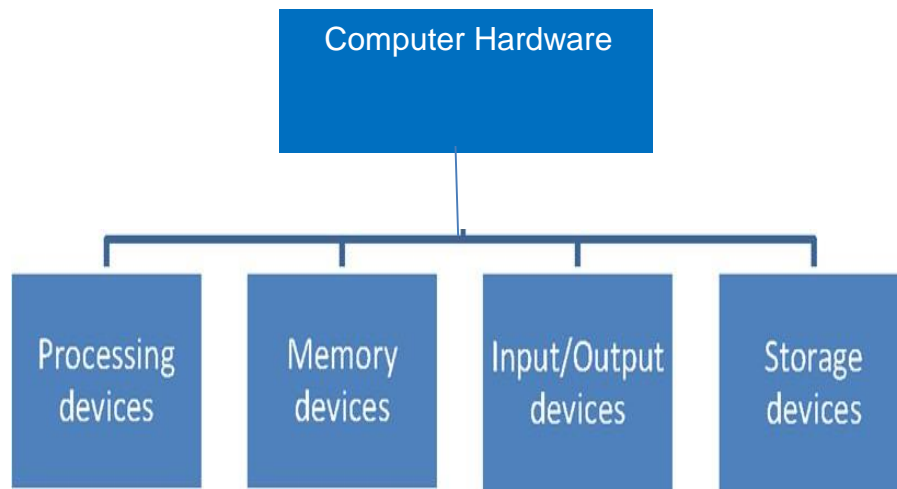 Computer Hardware
Processing
devices
Memory
devices
Input/Output
devices
Storage
devices